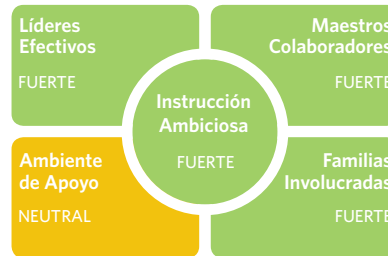 Líderes
Efectivos
FUERTE
Maestros
Colaboradores
FUERTE
Instrucción
Ambiciosa
FUERTE
Ambiente
de Apoyo
NEUTRAL
Familias
Involucradas
FUERTE